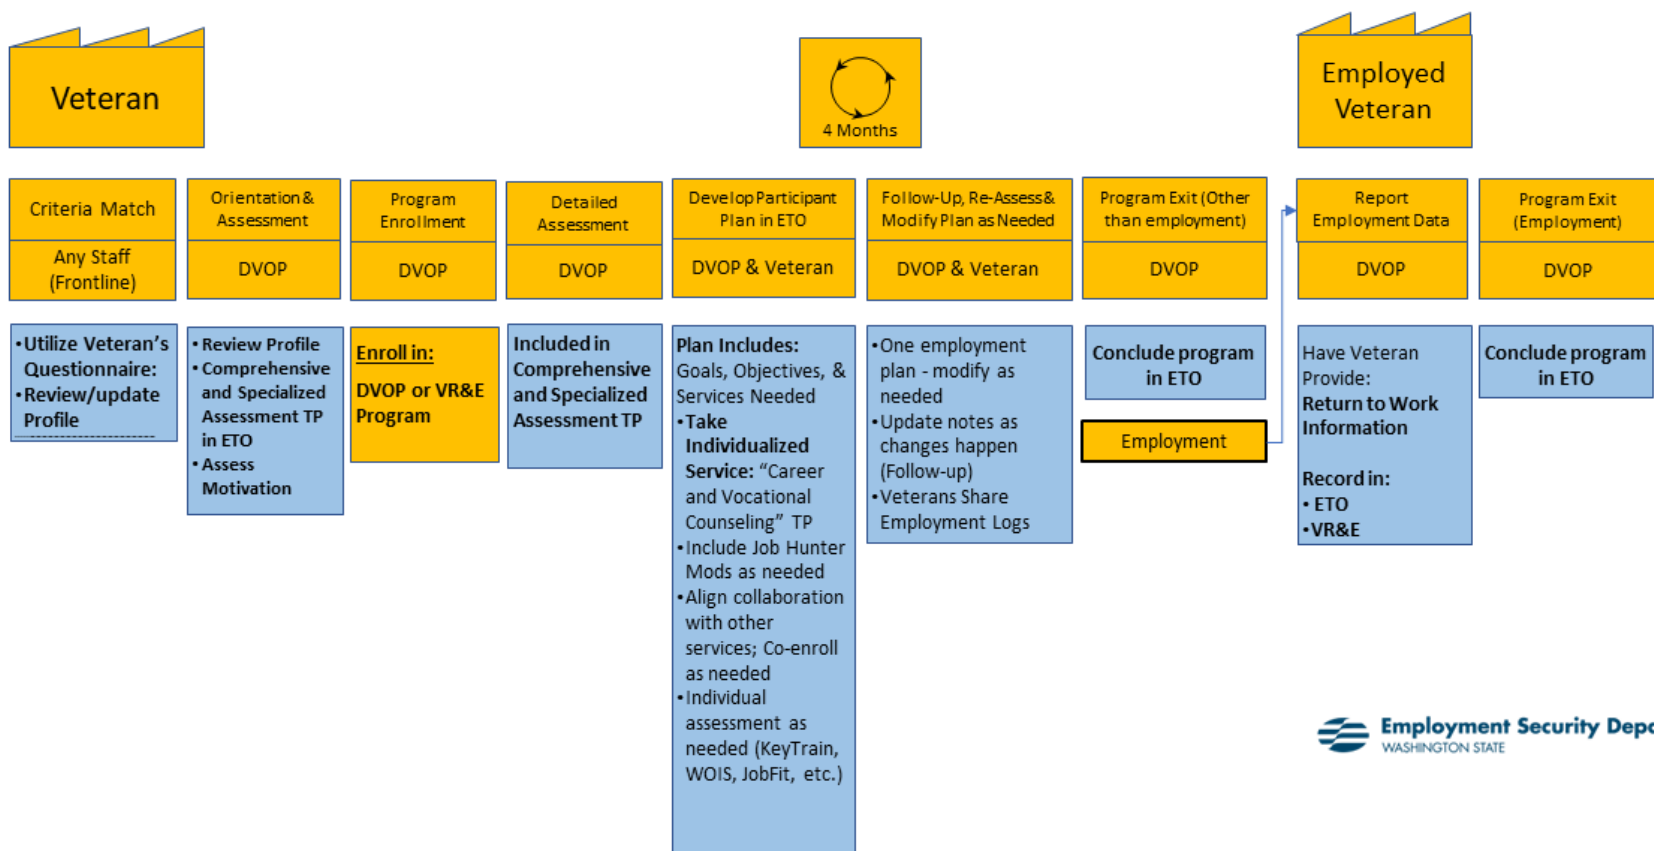 Veteran
4 Months
Employed
Veteran
Criteria Match
Any Staff
(Frontline)
Orientation &
Assessment
DVOP
Program
Enrollment
DVOP
Detailed
Assessment
DVOP
Develop Participant
Plan in ETO
DVOP & Veteran
Follow-Up, Re-Assess &
Modify Plan as Needed
DVOP & Veteran
Program Exit (Other
than employment)
DVOP
Report
Employment Data
DVOP
Program Exit
(Employment)
DVOP
•Utilize Veteran's
Questionnaire:
•Review/update
Profile
• Review Profile
• Comprehensive
and Specialized
Assessment TP
in ETO
• Assess
Motivation
Enroll in:
DVOP or VR&E
Program
Included in
Comprehensive
and Specialized
Assessment TP
Plan Includes:
Goals, Objectives, &
Services Needed
•Take
Individualized
Service: “Career
and Vocational
Counseling” TP
•Include Job Hunter
Mods as needed
•Align collaboration
with other
services; Co-enroll
as needed
•Individual
assessment as
needed (KeyTrain,
WOIS, JobFit, etc.)
•One employment
plan - modify as
needed
•Update notes as
changes happen
(Follow-up)
•Veterans Share
Employment Logs
Conclude program
in ETO
Employment
Have Veteran
Provide:
Return to Work
Information
Record in:
• ETO
•VR&E
Conclude program
in ETO
Employment Security Depa
WASHINGTON STATE